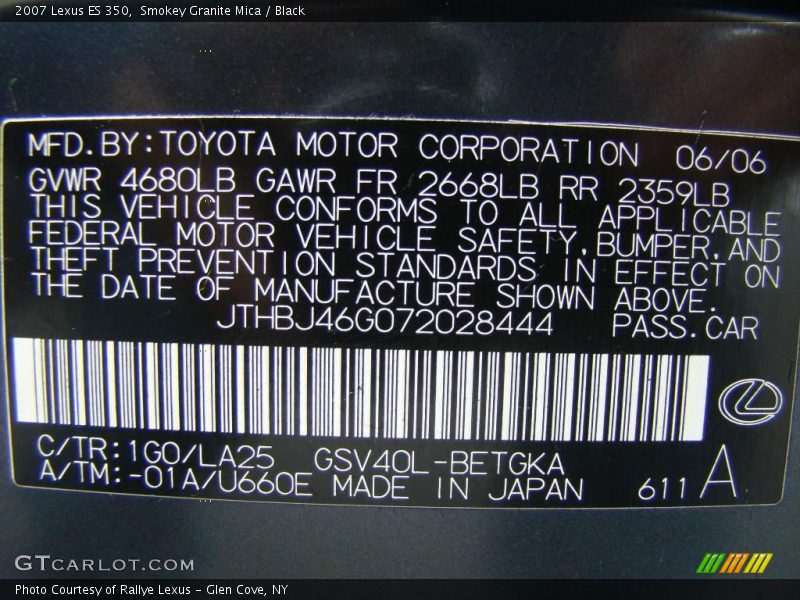 2007 Lexus ES 350,  Smokey Granite Mica / Black
MFD.BY:TOYOTA MOTOR CORPORATION 06/06
GVWR 4680LB GAWR FR 2668LB RR 2359LB
THIS VEHICLE CONFORMS TO ALL APPLICABLE
FEDERAL MOTOR VEHICLE SAFETY,BUMPER,AND
THEFT PREVENTION STANDARDS IN EFFECT ON
THE DATE OF MANUFACTURE SHOWN ABOVE.
JTHBJ46G072028444 PASS.CAR
C/TR:1G0/LA25 GSV40L-BETGKA
A/TM:-01A/U660E MADE IN JAPAN 611 A
GTCARLOT.COM
Photo Courtesy of Rallye Lexus - Glen Cove, NY